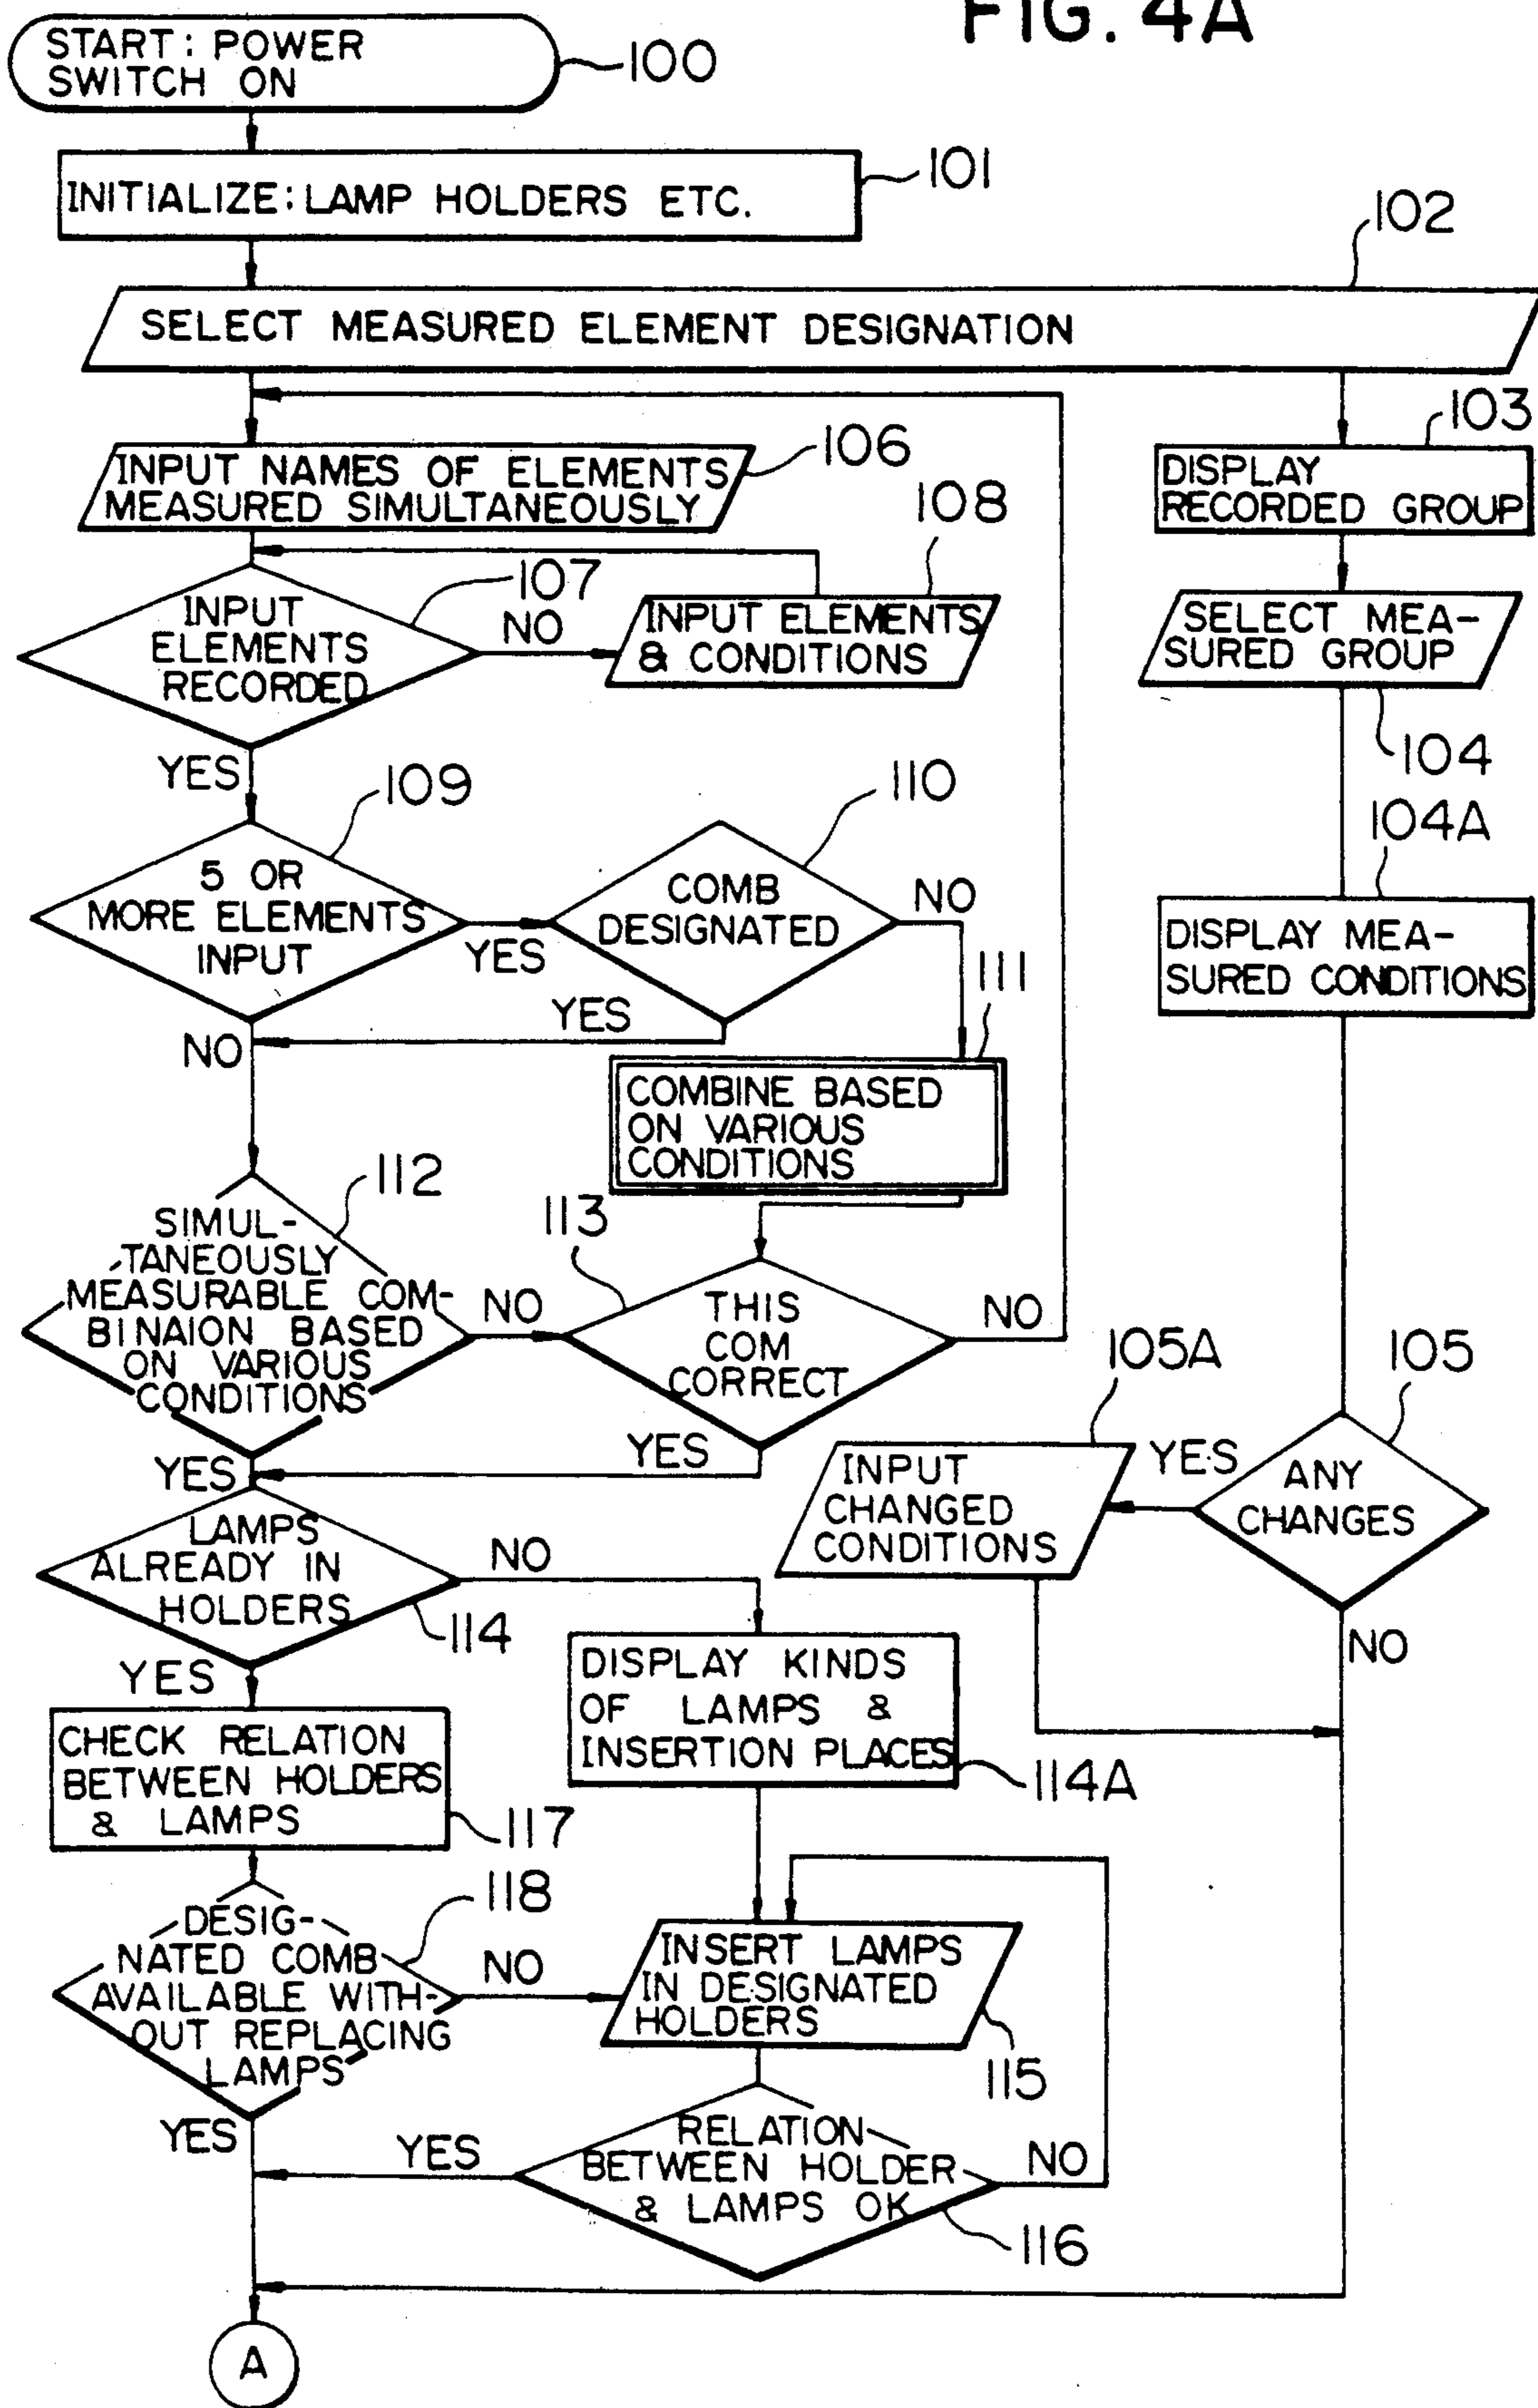 FIG. 4A
START: POWER
SWITCH ON
100
INITIALIZE: LAMP HOLDERS ETC.
101
102
SELECT MEASURED ELEMENT DESIGNATION
103
DISPLAY
RECORDED GROUP
INPUT NAMES OF ELEMENTS
MEASURED SIMULTANEOUSLY
106
108
107
INPUT
ELEMENTS
RECORDED
NO
INPUT ELEMENTS
& CONDITIONS
SELECT MEA-
SURED GROUP
104
YES
109
110
104A
5 OR
MORE ELEMENTS
INPUT
YES
COMB
DESIGNATED
NO
DISPLAY MEA-
SURED CONDITIONS
111
YES
NO
COMBINE BASED
ON VARIOUS
CONDITIONS
112
113
SIMUL-
TANEOUSLY
MEASURABLE COM-
BINAION BASED
ON VARIOUS
CONDITIONS
NO
THIS
COM
CORRECT
NO
105A
105
YES
YES
INPUT
CHANGED
CONDITIONS
YES
ANY
CHANGES
NO
LAMPS
ALREADY IN
HOLDERS
NO
114
YES
DISPLAY KINDS
OF LAMPS &
INSERTION PLACES
114A
CHECK RELATION
BETWEEN HOLDERS
& LAMPS
117
118
DESIG-
NATED COMB
AVAILABLE WITH-
OUT REPLACING
LAMPS
NO
INSERT LAMPS
IN DESIGNATED
HOLDERS
115
YES
YES
RELATION
BETWEEN HOLDER
& LAMPS OK
NO
116
A